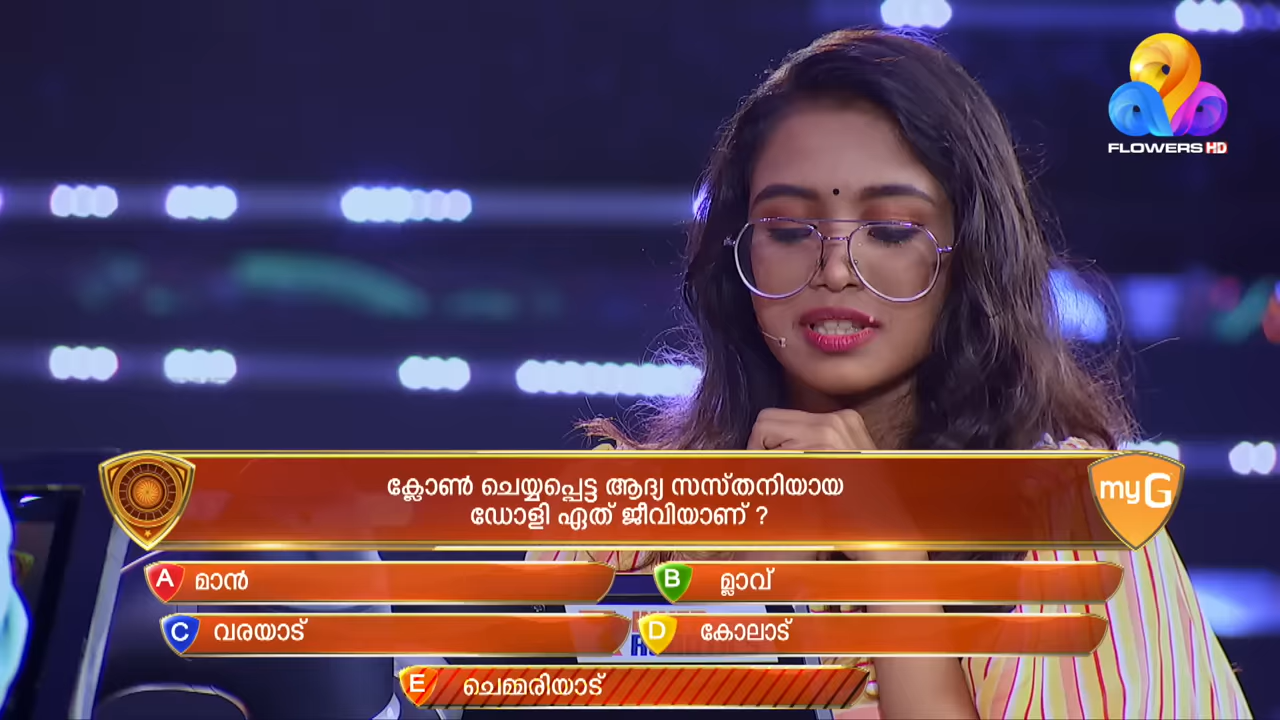 FLOWERS HD
ക്ലോൺ ചെയ്യപ്പെട്ട ആദ്യ സസ്തനിയായ
ഡോളി ഏത് ജീവിയാണ് ?
myG
A മാൻ
B മ്ലാവ്
C വരയാട്
D കോലാട്
E ചെമ്മരിയാട്